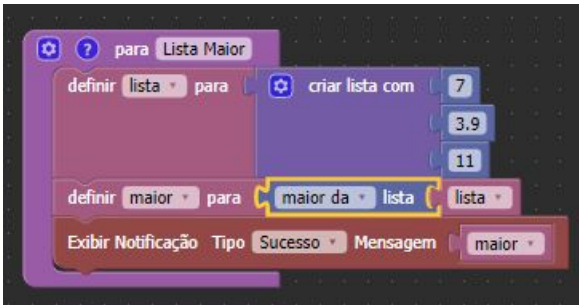 ? para Lista Maior
definir lista para criar lista com 7
3.9
11
definir maior para maior da lista lista
Exibir Notificação Tipo Sucesso Mensagem maior